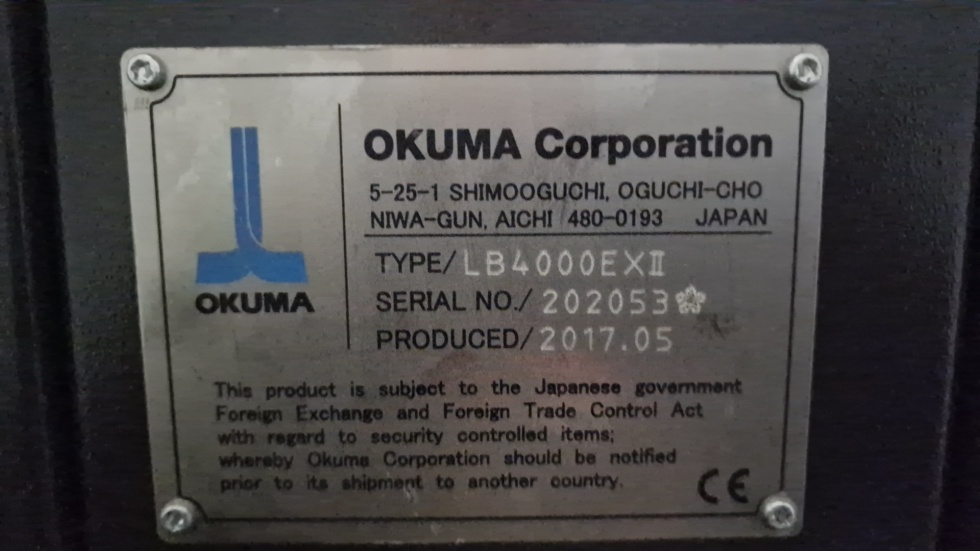 OKUMA
OKUMA Corporation
5-25-1 SHIMOOGUCHI, OGUCHI-CHO
NIWA-GUN, AICHI 480-0193 JAPAN
TYPE/LB4000EXⅡ
SERIAL NO./202053
PRODUCED/2017.05
This product is subject to the Japanese government
Foreign Exchange and Foreign Trade Control Act
with regard to security controlled items;
whereby Okuma Corporation should be notified
prior to its shipment to another country.
CE